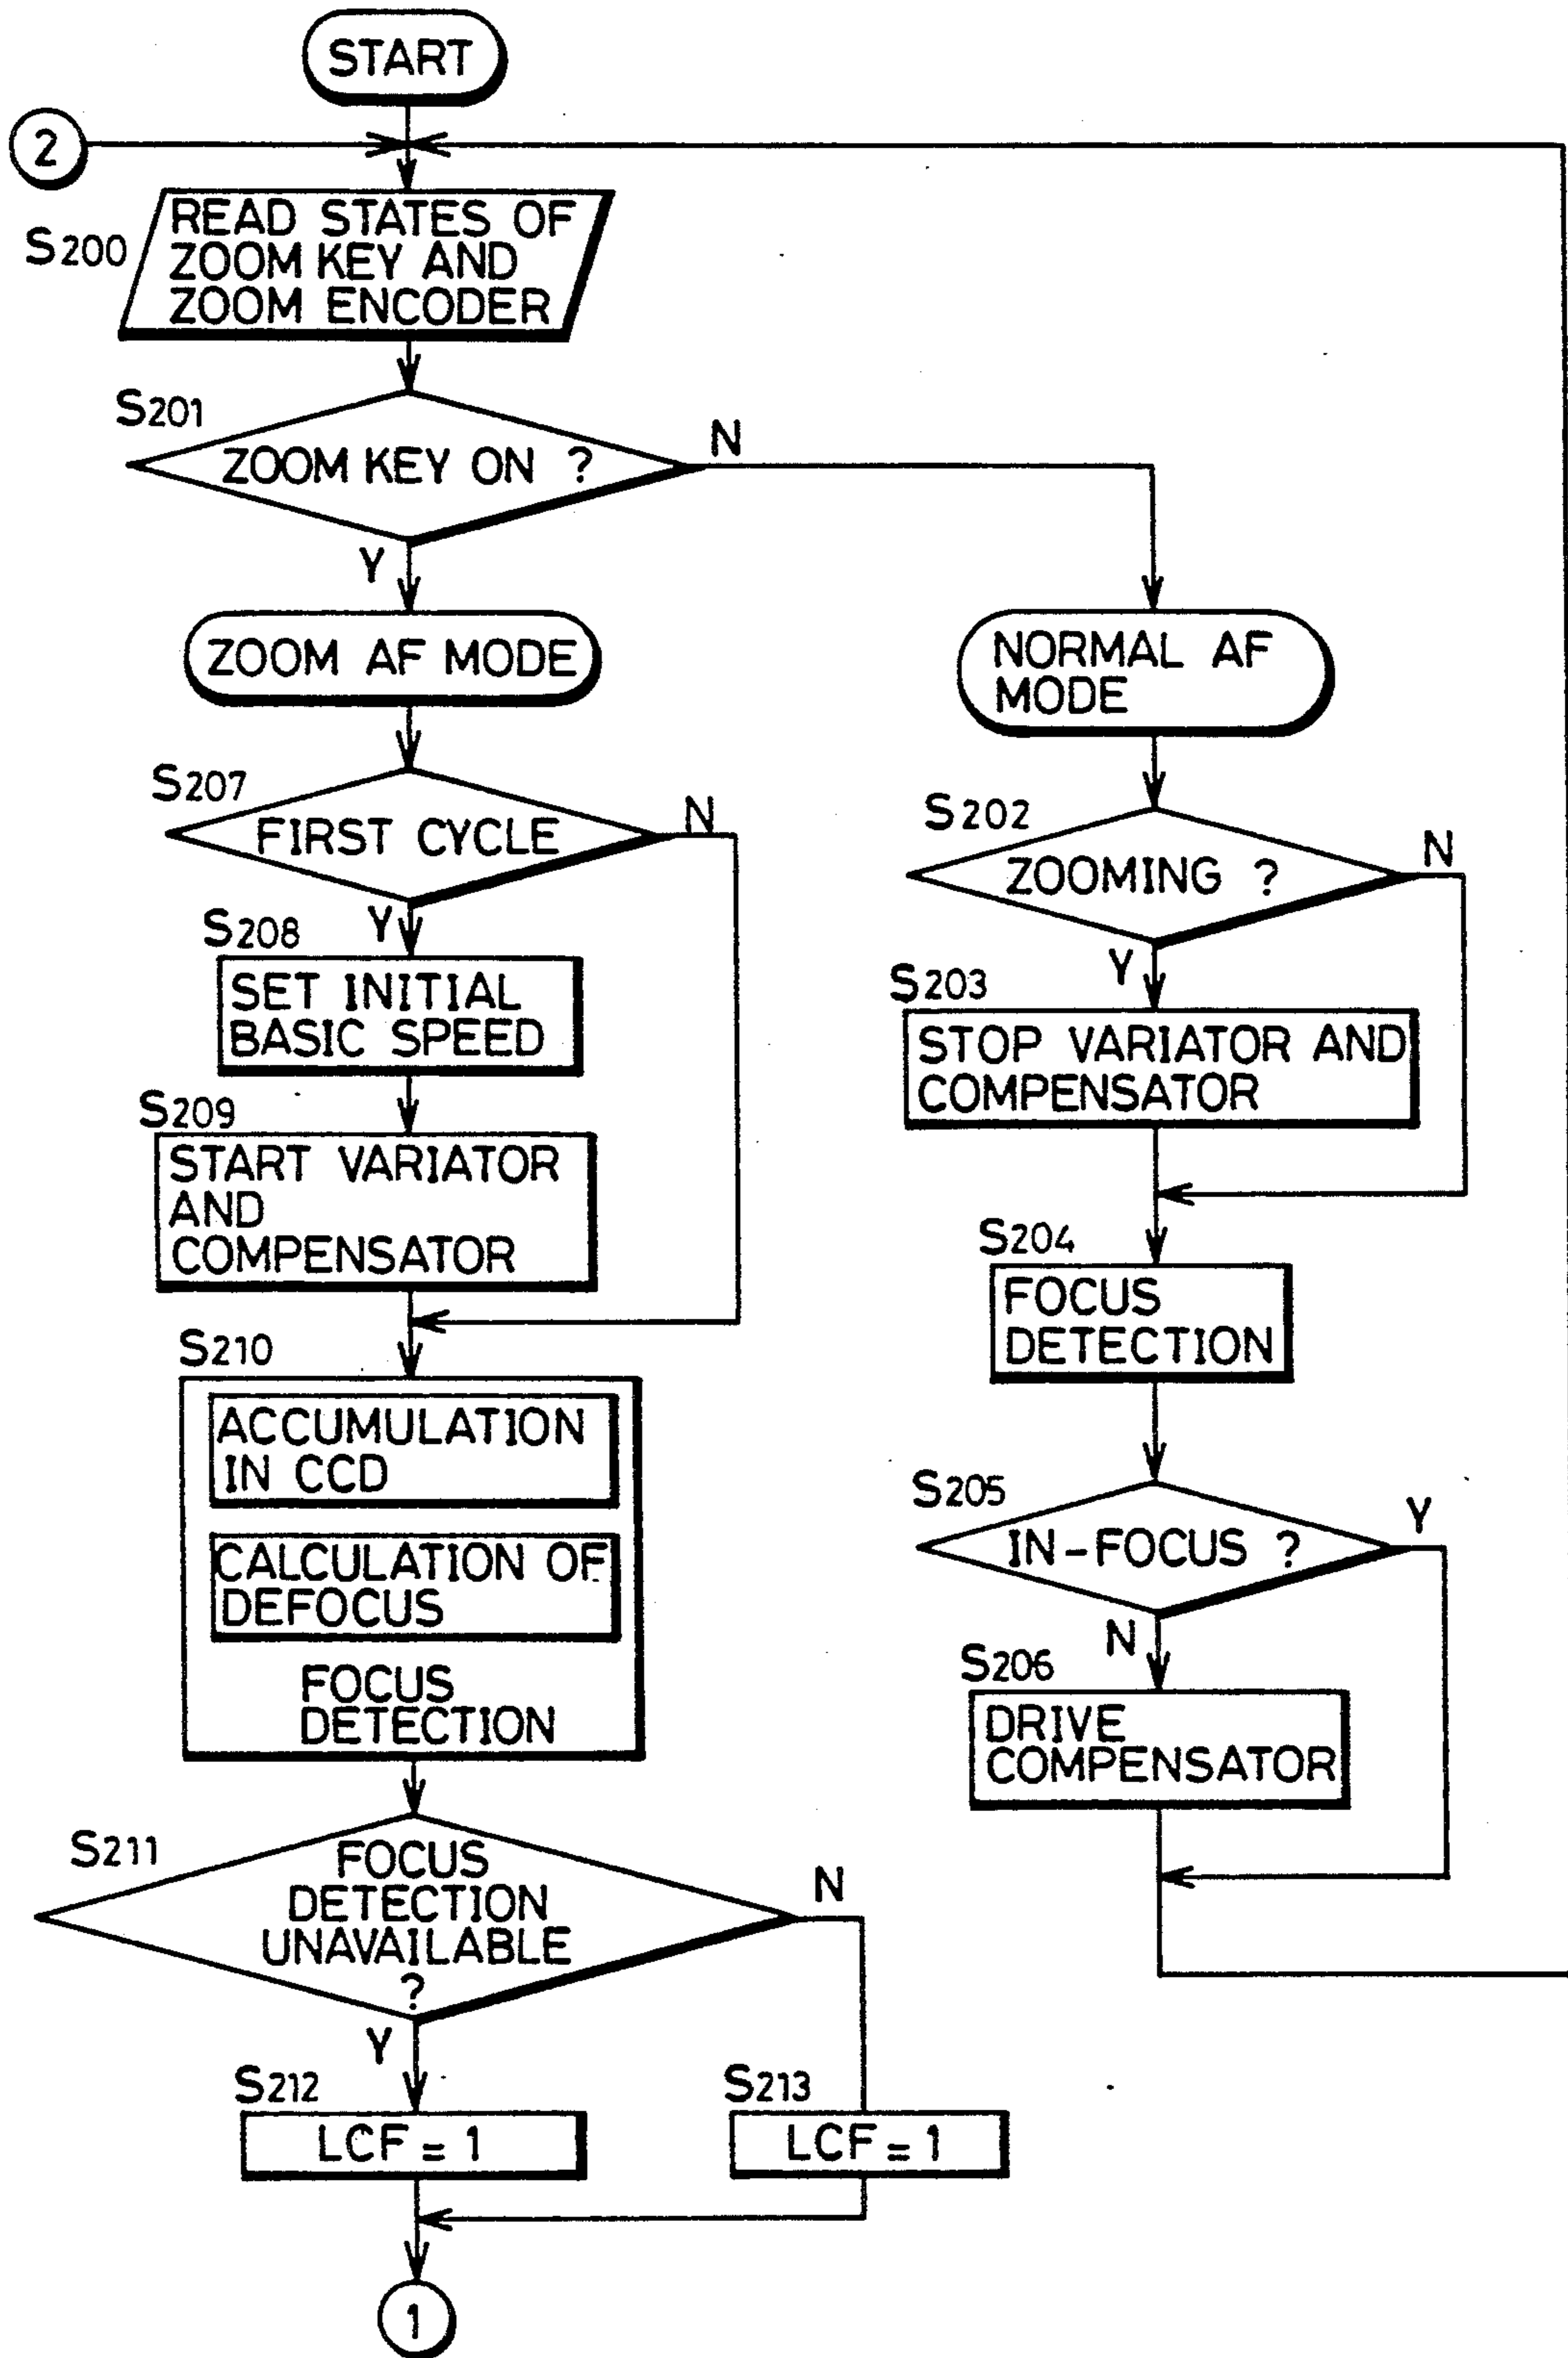 START
2
S200
READ STATES OF
ZOOM KEY AND
ZOOM ENCODER
S201
ZOOM KEY ON ?
N
Y
ZOOM AF MODE
S207
FIRST CYCLE
N
Y
S208
SET INITIAL
BASIC SPEED
S209
START VARIATOR
AND
COMPENSATOR
S210
ACCUMULATION
IN CCD
CALCULATION OF
DEFOCUS
FOCUS
DETECTION
S211
FOCUS
DETECTION
UNAVAILABLE
?
N
Y
S212
LCF = 1
S213
LCF = 1
1
NORMAL AF
MODE
S202
ZOOMING ?
N
Y
S203
STOP VARIATOR AND
COMPENSATOR
S204
FOCUS
DETECTION
S205
IN-FOCUS ?
Y
N
S206
DRIVE
COMPENSATOR